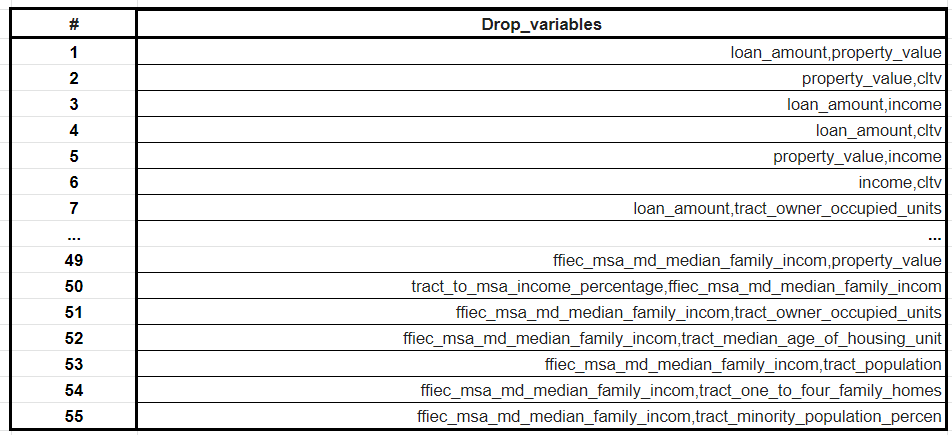 # Drop_variables
1 loan_amount,property_value
2 property_value,cltv
3 loan_amount,income
4 loan_amount,cltv
5 property_value,income
6 income,cltv
7 loan_amount,tract_owner_occupied_units
... ...
49 ffiec_msa_md_median_family_incom,property_value
50 tract_to_msa_income_percentage,ffiec_msa_md_median_family_incom
51 ffiec_msa_md_median_family_incom,tract_owner_occupied_units
52 ffiec_msa_md_median_family_incom,tract_median_age_of_housing_unit
53 ffiec_msa_md_median_family_incom,tract_population
54 ffiec_msa_md_median_family_incom,tract_one_to_four_family_homes
55 ffiec_msa_md_median_family_incom,tract_minority_population_percen